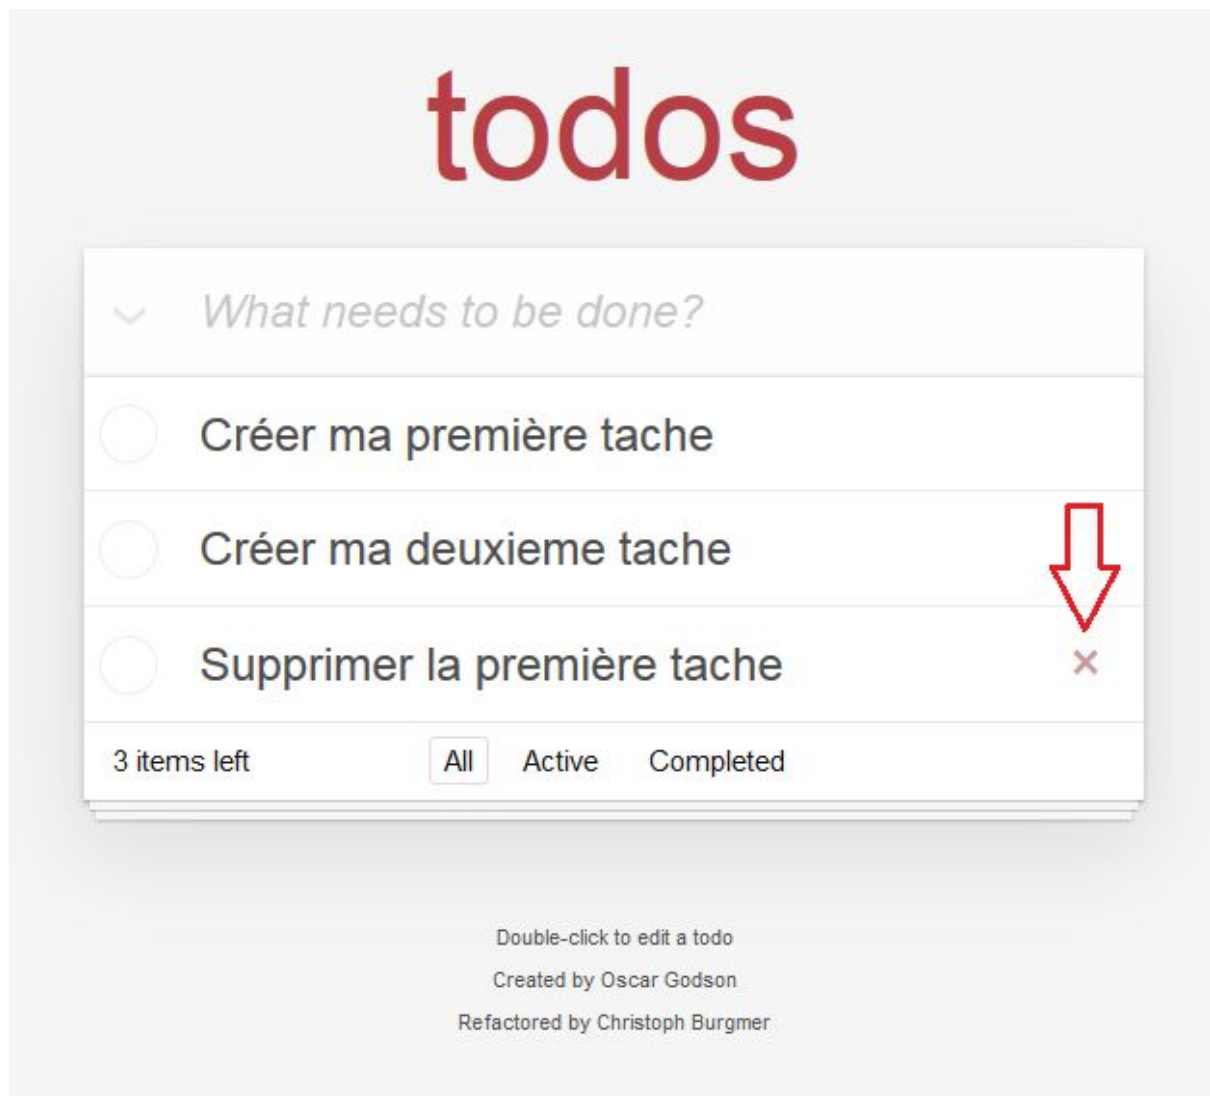 todos
What needs to be done?
Créer ma première tache
Créer ma deuxieme tache
Supprimer la première tache
3 items left All Active Completed
Double-click to edit a todo
Created by Oscar Godson
Refactored by Christoph Burgmer